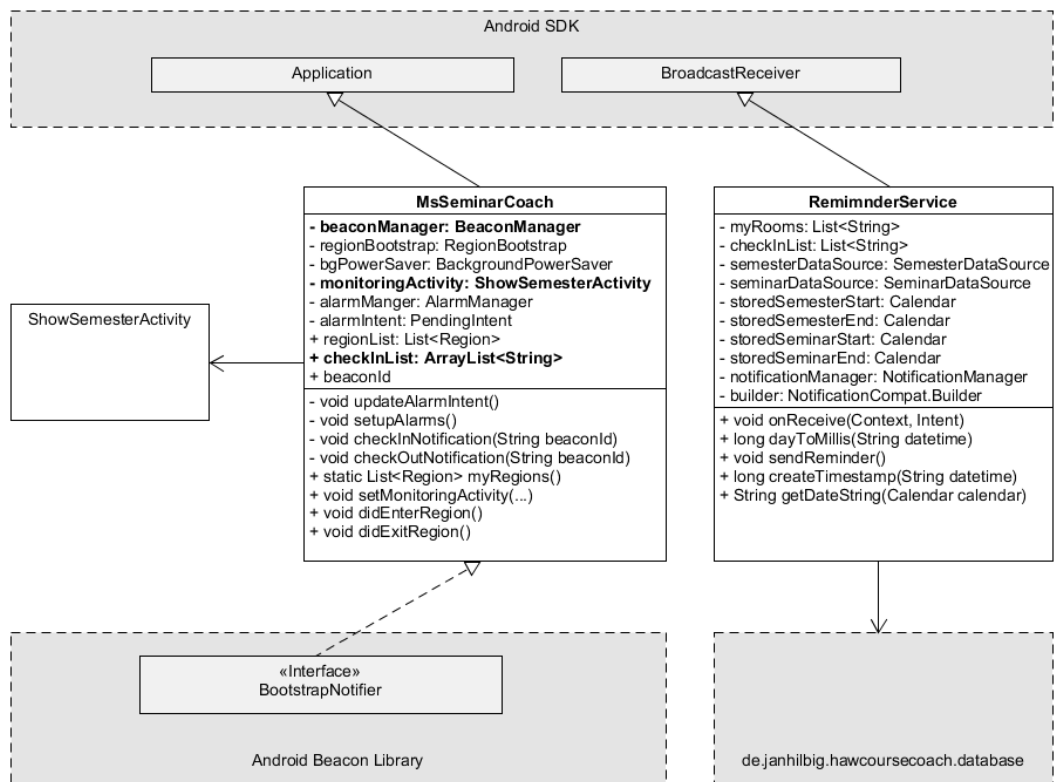 Android SDK
Application
BroadcastReceiver
MsSeminarCoach
- beaconManager: BeaconManager
- regionBootstrap: RegionBootstrap
- bgPowerSaver: BackgroundPowerSaver
- monitoringActivity: ShowSemesterActivity
- alarmManger: AlarmManager
- alarmIntent: PendingIntent
+ regionList: List<Region>
+ checkInList: ArrayList<String>
+ beaconId
- void updateAlarmIntent()
- void setupAlarms()
- void checkInNotification(String beaconId)
- void checkOutNotification(String beaconId)
+ static List<Region> myRegions()
+ void setMonitoringActivity(...)
+ void didEnterRegion()
+ void didExitRegion()
RemimnderService
- myRooms: List<String>
- checkInList: List<String>
- semesterDataSource: SemesterDataSource
- seminarDataSource: SeminarDataSource
- storedSemesterStart: Calendar
- storedSemesterEnd: Calendar
- storedSeminarStart: Calendar
- storedSeminarEnd: Calendar
- notificationManager: NotificationManager
- builder: NotificationCompat.Builder
+ void onReceive(Context, Intent)
+ long dayToMillis(String datetime)
+ void sendReminder()
+ long createTimestamp(String datetime)
+ String getDateString(Calendar calendar)
ShowSemesterActivity
«Interface»
BootstrapNotifier
Android Beacon Library
de.janhilbig.hawcoursecoach.database